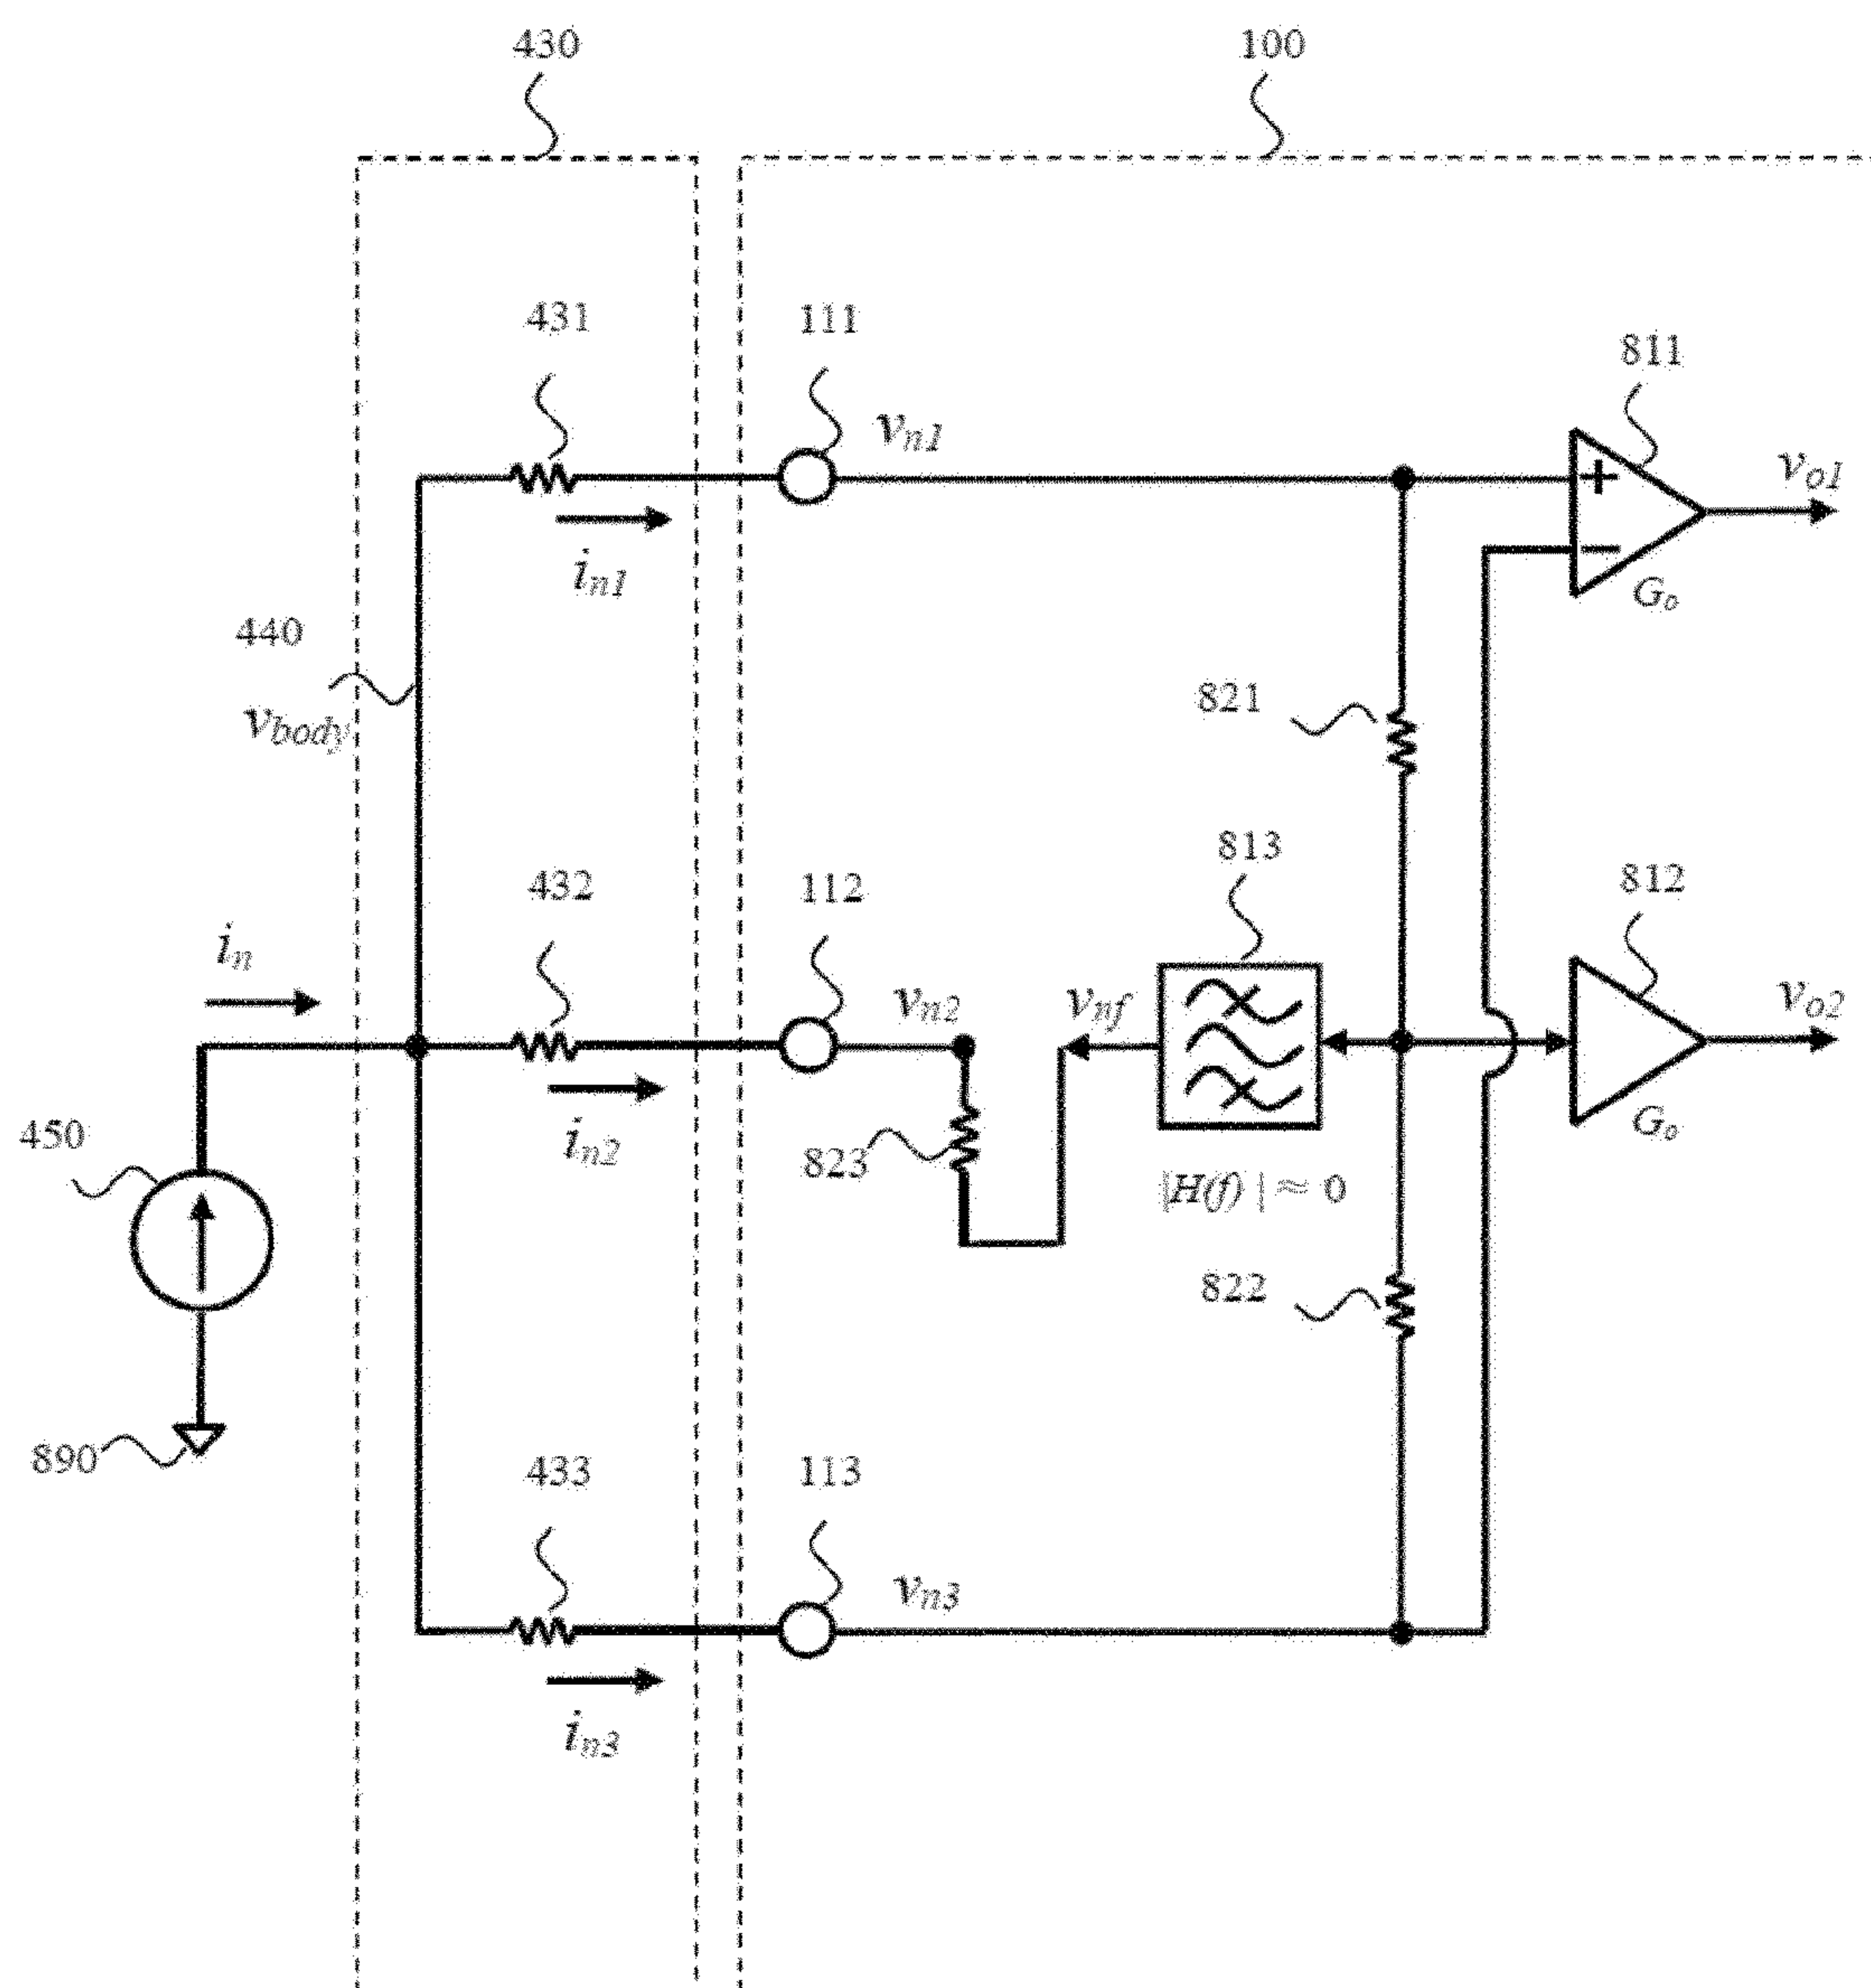 430
100
431
111
811
v_n1
v_o1
i_n1
G_o
440
v_body
821
813
432
112
812
i_n
v_n2
v_nf
v_o2
450
i_n2
823
G_o
|H(f) | ≈ 0
822
890
433
113
v_n3
i_n3
+
−